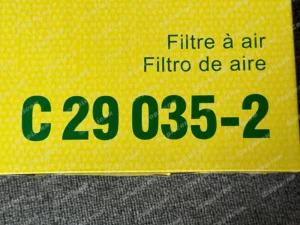 Filtre à air
Filtro de aire
C 29 035-2